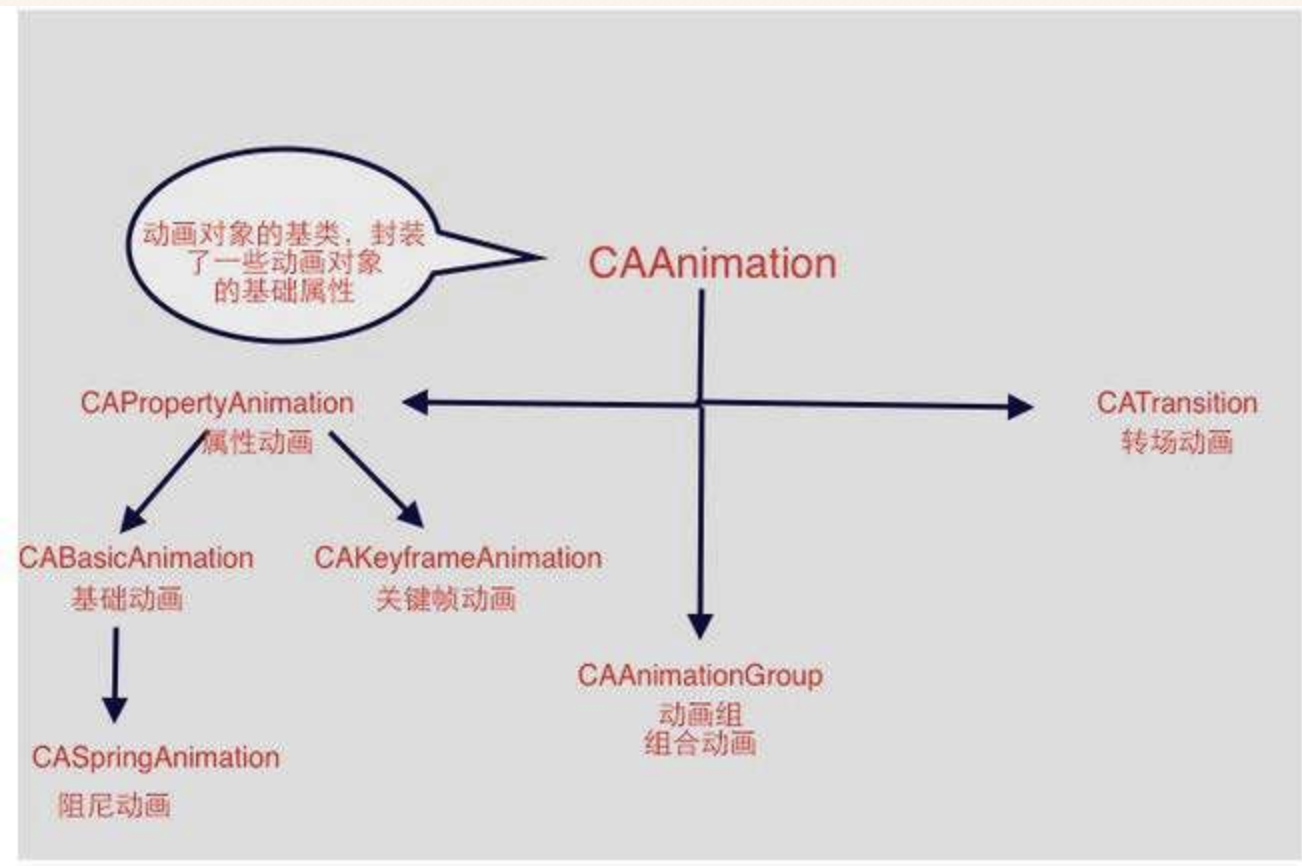 动画对象的基类，封装
了一些动画对象
的基础属性
CAAnimation
CAPropertyAnimation
属性动画
CATransition
转场动画
CABasicAnimation
基础动画
CAKeyframeAnimation
关键帧动画
CAAnimationGroup
动画组
组合动画
CASpringAnimation
阻尼动画